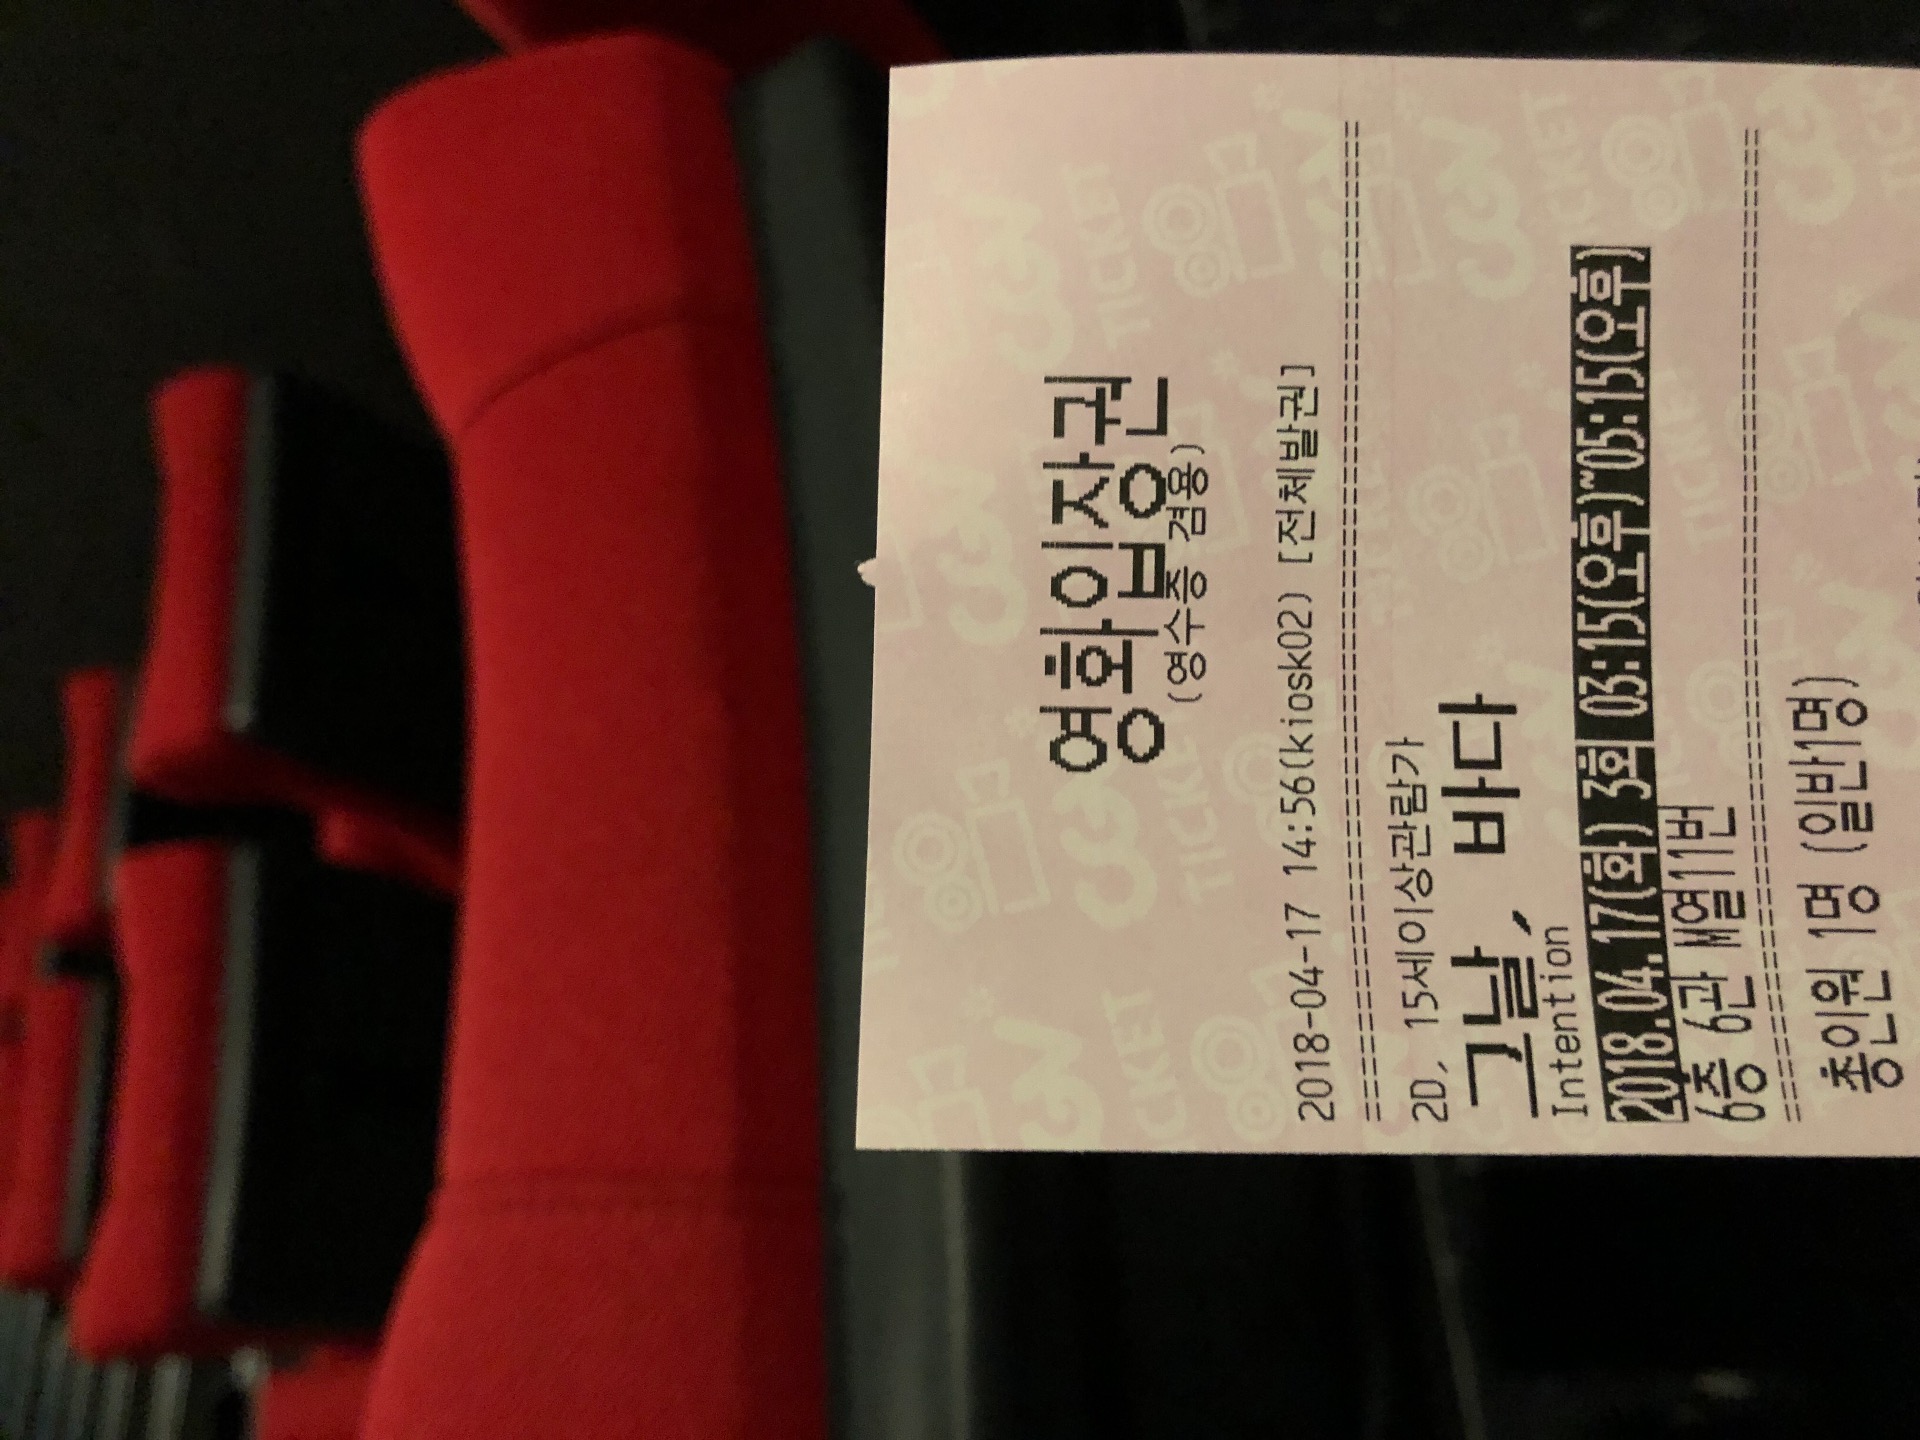 영화입장권
(영수증 겸용)
2018-04-17 14:56(kiosk02) [전체발권]
2D, 15세이상관람가
그날, 바다
Intention
2018.04.17(화) 3회 03:15(오후)~05:15(오후)
6층 6관 M열11번
총인원 1명 (일반1명)
TICKET